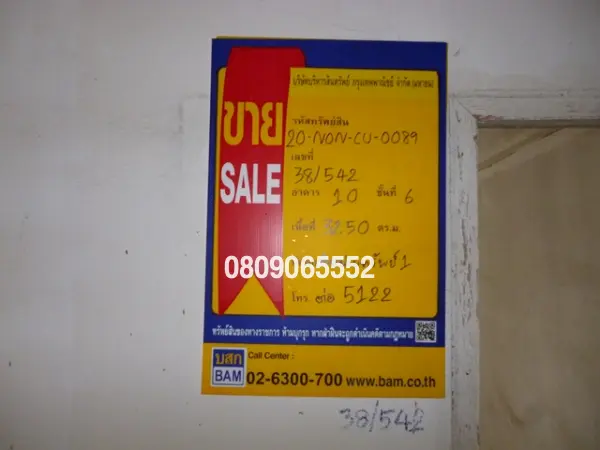 บริษัทบริหารสินทรัพย์ กรุงเทพพาณิชย์ จำกัด (มหาชน)
ขาย
SALE
รหัสทรัพย์สิน
20-NON-CU-0089
เลขที่
38/542
อาคาร 10 ชั้นที่ 6
เนื้อที่ 32.50 ตร.ม.
0809065552
โทร. ต่อ 5122
ทรัพย์สินของทางราชการ ห้ามบุกรุก หากฝ่าฝืนจะถูกดำเนินคดีตามกฎหมาย
บสก
BAM
Call Center :
02-6300-700 www.bam.co.th
38/542